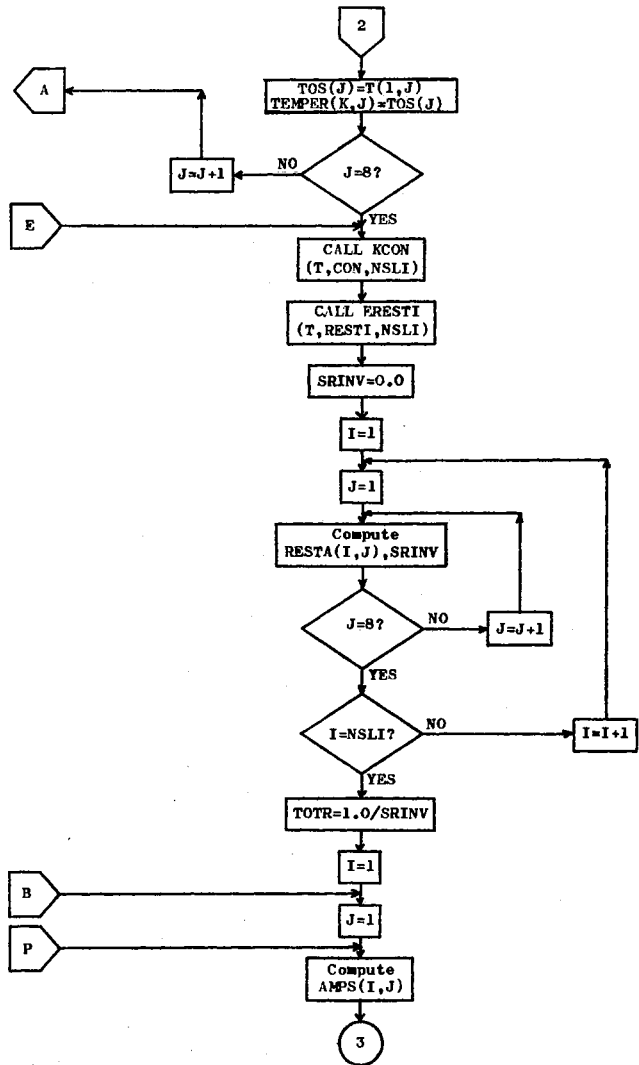 2
TOS(J)=T(1,J)
TEMPER(K,J)=TOS(J)
A
J=J+1
NO
J=8?
YES
E
CALL KCON
(T,CON,NSLI)
CALL ERESTI
(T,RESTI,NSLI)
SRINV=0.0
I=1
J=1
Compute
RESTA(I,J),SRINV
J=8?
NO
J=J+1
YES
I=NSLI?
NO
I=I+1
YES
TOTR=1.0/SRINV
I=1
B
J=1
P
Compute
AMPS(I,J)
3